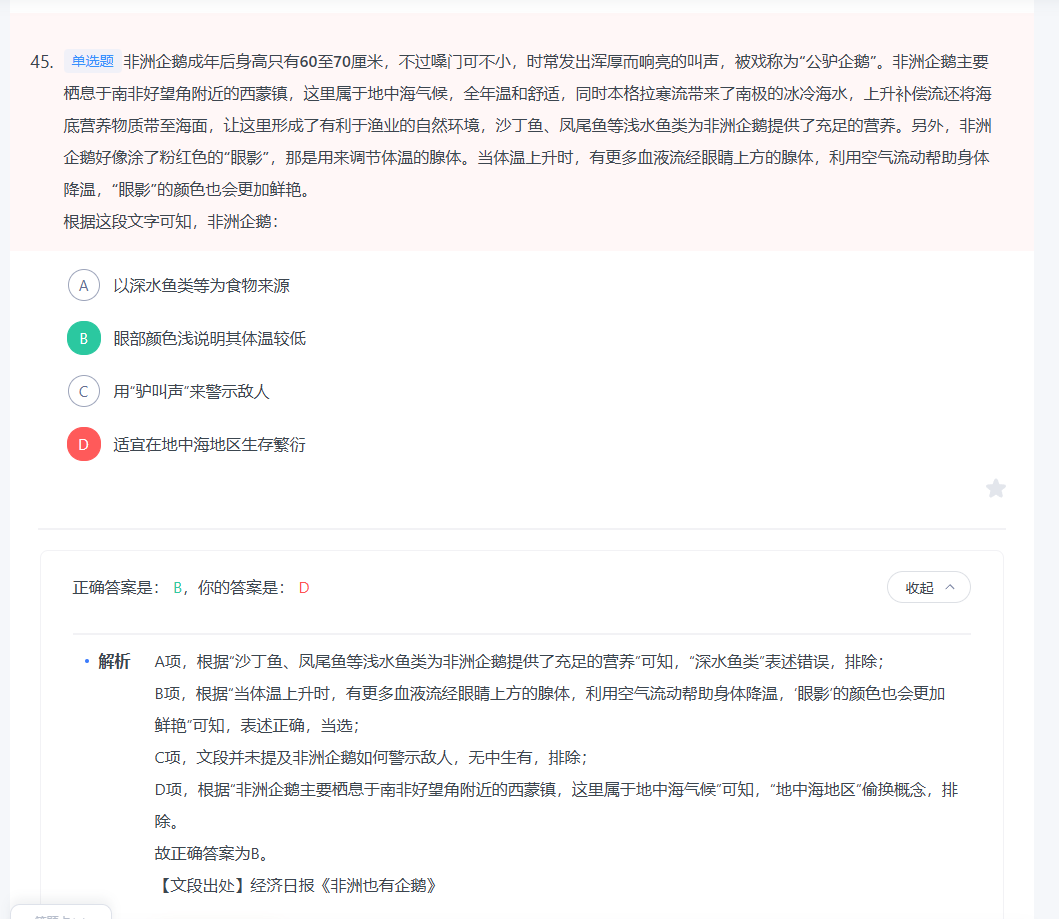 45. 单选题 非洲企鹅成年后身高只有60至70厘米，不过嗓门可不小，时常发出浑厚而响亮的叫声，被戏称为“公驴企鹅”。非洲企鹅主要
栖息于南非好望角附近的西蒙镇，这里属于地中海气候，全年温和舒适，同时本格拉寒流带来了南极的冰冷海水，上升补偿流还将海
底营养物质带至海面，让这里形成了有利于渔业的自然环境，沙丁鱼、凤尾鱼等浅水鱼类为非洲企鹅提供了充足的营养。另外，非洲
企鹅好像涂了粉红色的“眼影”，那是用来调节体温的腺体。当体温上升时，有更多血液流经眼睛上方的腺体，利用空气流动帮助身体
降温，“眼影”的颜色也会更加鲜艳。
根据这段文字可知，非洲企鹅：
A 以深水鱼类等为食物来源
B 眼部颜色浅说明其体温较低
C 用“驴叫声”来警示敌人
D 适宜在地中海地区生存繁衍
正确答案是： B，你的答案是： D
收起
解析 A项，根据“沙丁鱼、凤尾鱼等浅水鱼类为非洲企鹅提供了充足的营养”可知，“深水鱼类”表述错误，排除；
B项，根据“当体温上升时，有更多血液流经眼睛上方的腺体，利用空气流动帮助身体降温，‘眼影’的颜色也会更加
鲜艳”可知，表述正确，当选；
C项，文段并未提及非洲企鹅如何警示敌人，无中生有，排除；
D项，根据“非洲企鹅主要栖息于南非好望角附近的西蒙镇，这里属于地中海气候”可知，“地中海地区”偷换概念，排
除。
故正确答案为B。
【文段出处】经济日报《非洲也有企鹅》